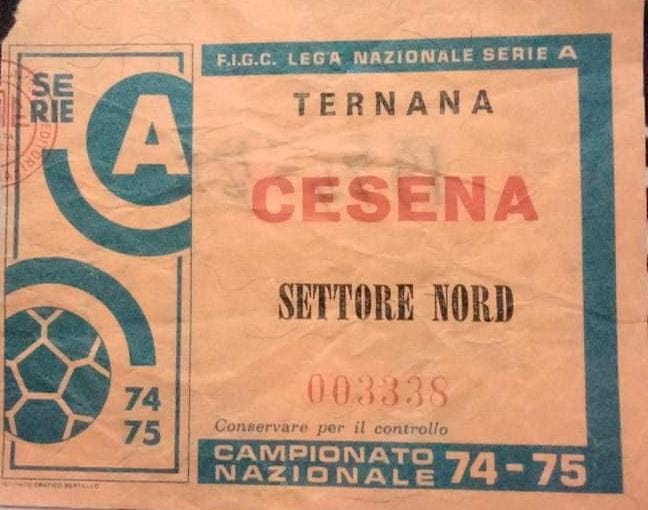 SE
RIE
A
F.I.G.C. LEGA NAZIONALE SERIE A
TERNANA
CESENA
SETTORE NORD
003338
Conservare per il controllo
74
75
CAMPIONATO
NAZIONALE 74-75